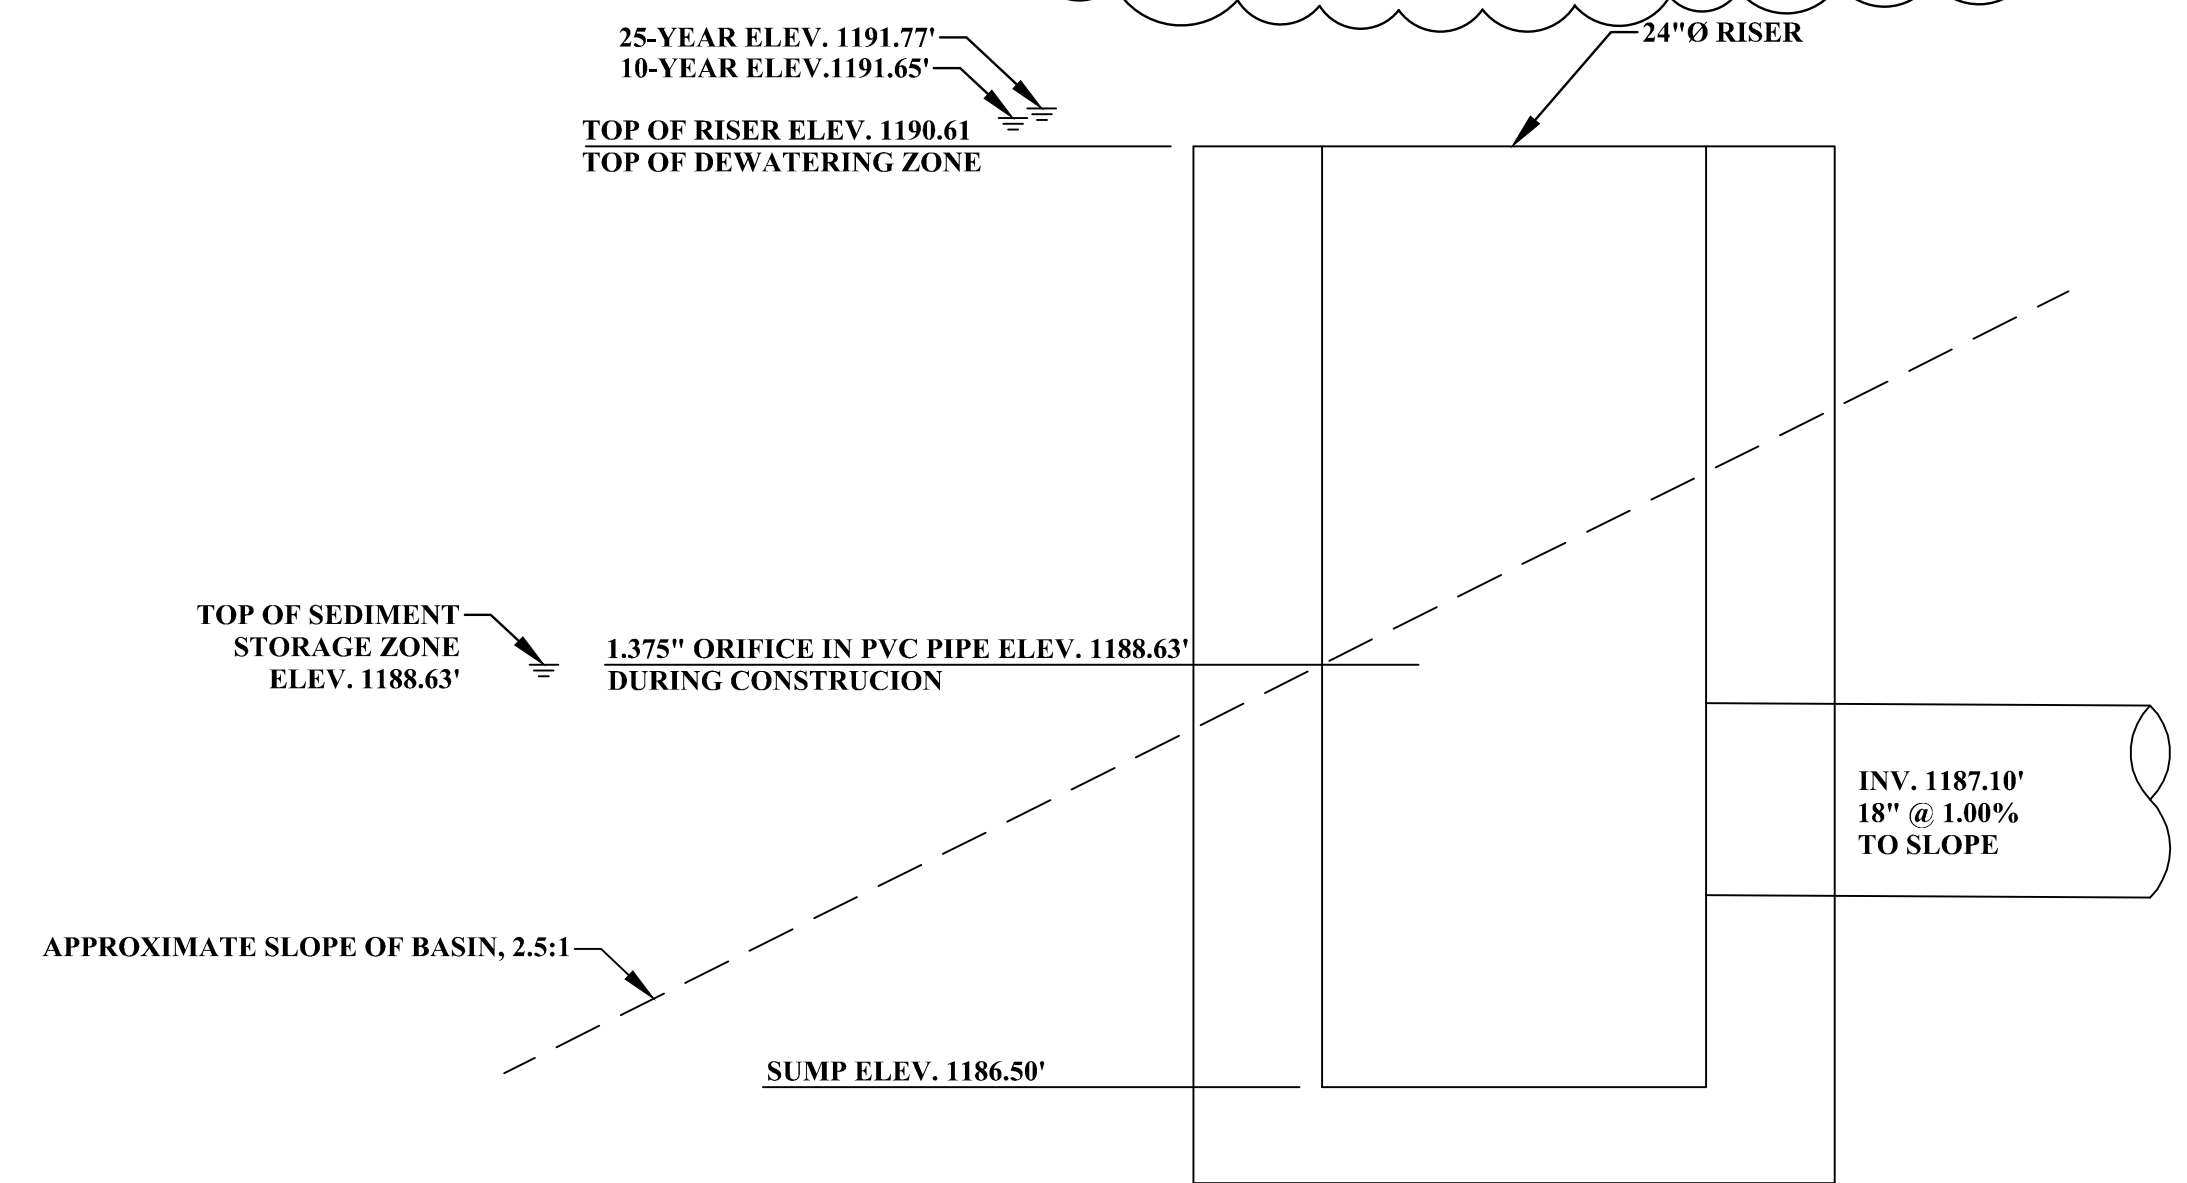 25-YEAR ELEV. 1191.77'
10-YEAR ELEV.1191.65'
24"Ø RISER
TOP OF RISER ELEV. 1190.61
TOP OF DEWATERING ZONE
TOP OF SEDIMENT
STORAGE ZONE
ELEV. 1188.63'
1.375" ORIFICE IN PVC PIPE ELEV. 1188.63'
DURING CONSTRUCION
INV. 1187.10'
18" @ 1.00%
TO SLOPE
APPROXIMATE SLOPE OF BASIN, 2.5:1
SUMP ELEV. 1186.50'